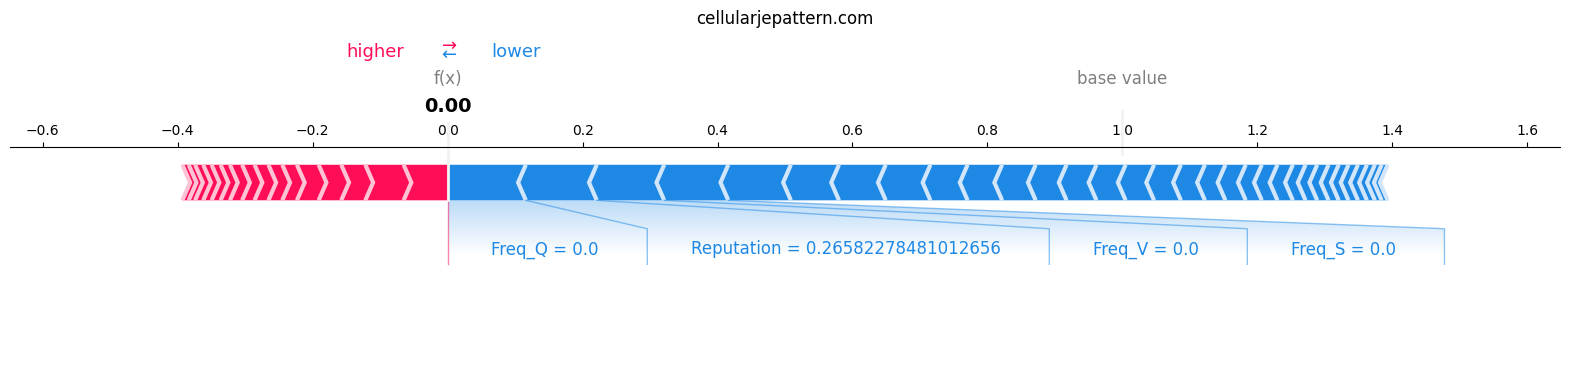 cellularjepattern.com
higher ⇄ lower
f(x) base value
0.00
−0.6 −0.4 −0.2 0.0 0.2 0.4 0.6 0.8 1.0 1.2 1.4 1.6
Freq_Q = 0.0 Reputation = 0.26582278481012656 Freq_V = 0.0 Freq_S = 0.0